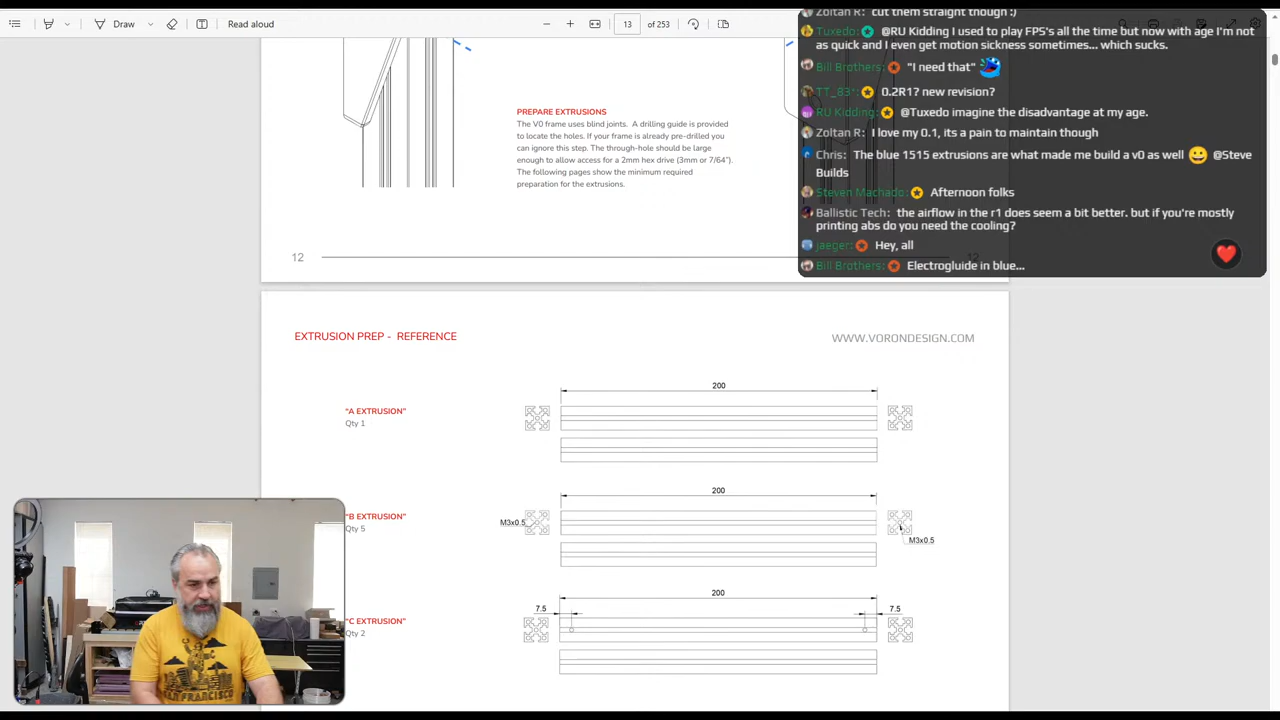 Draw
Read aloud
13 of 253
Zoltan R: cut them straight though :)
Tuxedo: @RU Kidding I used to play FPS's all the time but now with age I'm not
as quick and I even get motion sickness sometimes... which sucks.
Bill Brothers: "I need that"
TT_83*: 0.2R1? new revision?
RU Kidding: @Tuxedo imagine the disadvantage at my age.
Zoltan R: I love my 0.1, its a pain to maintain though
Chris: The blue 1515 extrusions are what made me build a v0 as well @Steve
Builds
Steven Machado: Afternoon folks
Ballistic Tech: the airflow in the r1 does seem a bit better. but if you're mostly
printing abs do you need the cooling?
jaeger: Hey, all
Bill Brothers: Electrogluide in blue...
PREPARE EXTRUSIONS
The V0 frame uses blind joints. A drilling guide is provided
to locate the holes. If your frame is already pre-drilled you
can ignore this step. The through-hole should be large
enough to allow access for a 2mm hex drive (3mm or 7/64").
The following pages show the minimum required
preparation for the extrusions.
12
12
EXTRUSION PREP - REFERENCE
WWW.VORONDESIGN.COM
200
"A EXTRUSION"
Qty 1
200
"B EXTRUSION"
Qty 5
M3x0.5
M3x0.5
200
7.5
7.5
"C EXTRUSION"
Qty 2
SAN FRANCISCO